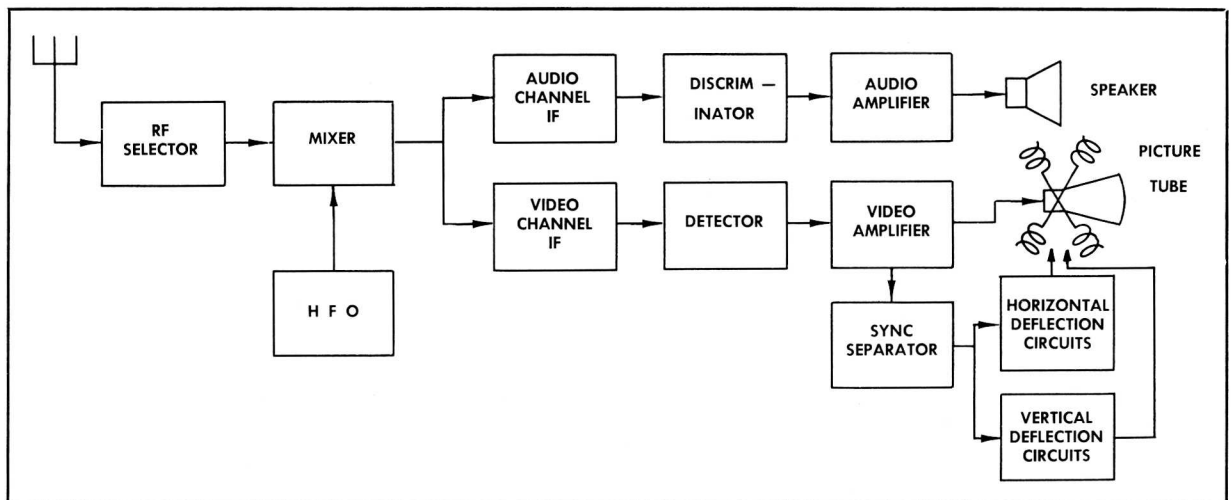 RF
SELECTOR
MIXER
H F O
AUDIO
CHANNEL
IF
DISCRIM —
INATOR
AUDIO
AMPLIFIER
SPEAKER
PICTURE
TUBE
VIDEO
CHANNEL
IF
DETECTOR
VIDEO
AMPLIFIER
SYNC
SEPARATOR
HORIZONTAL
DEFLECTION
CIRCUITS
VERTICAL
DEFLECTION
CIRCUITS